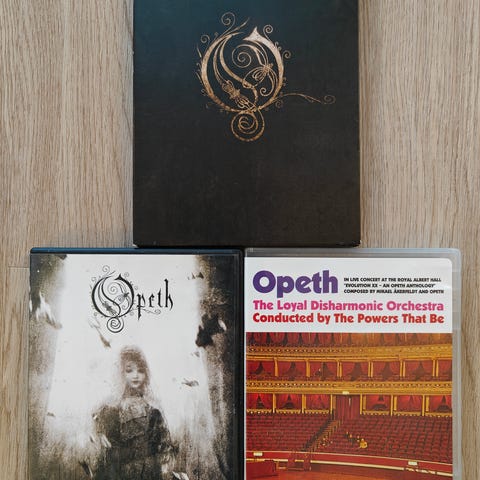 Opeth
Opeth
IN LIVE CONCERT AT THE ROYAL ALBERT HALL
"EVOLUTION XX - AN OPETH ANTHOLOGY"
COMPOSED BY MIKAEL ÅKERFELDT AND OPETH
The Loyal Disharmonic Orchestra
Conducted by The Powers That Be